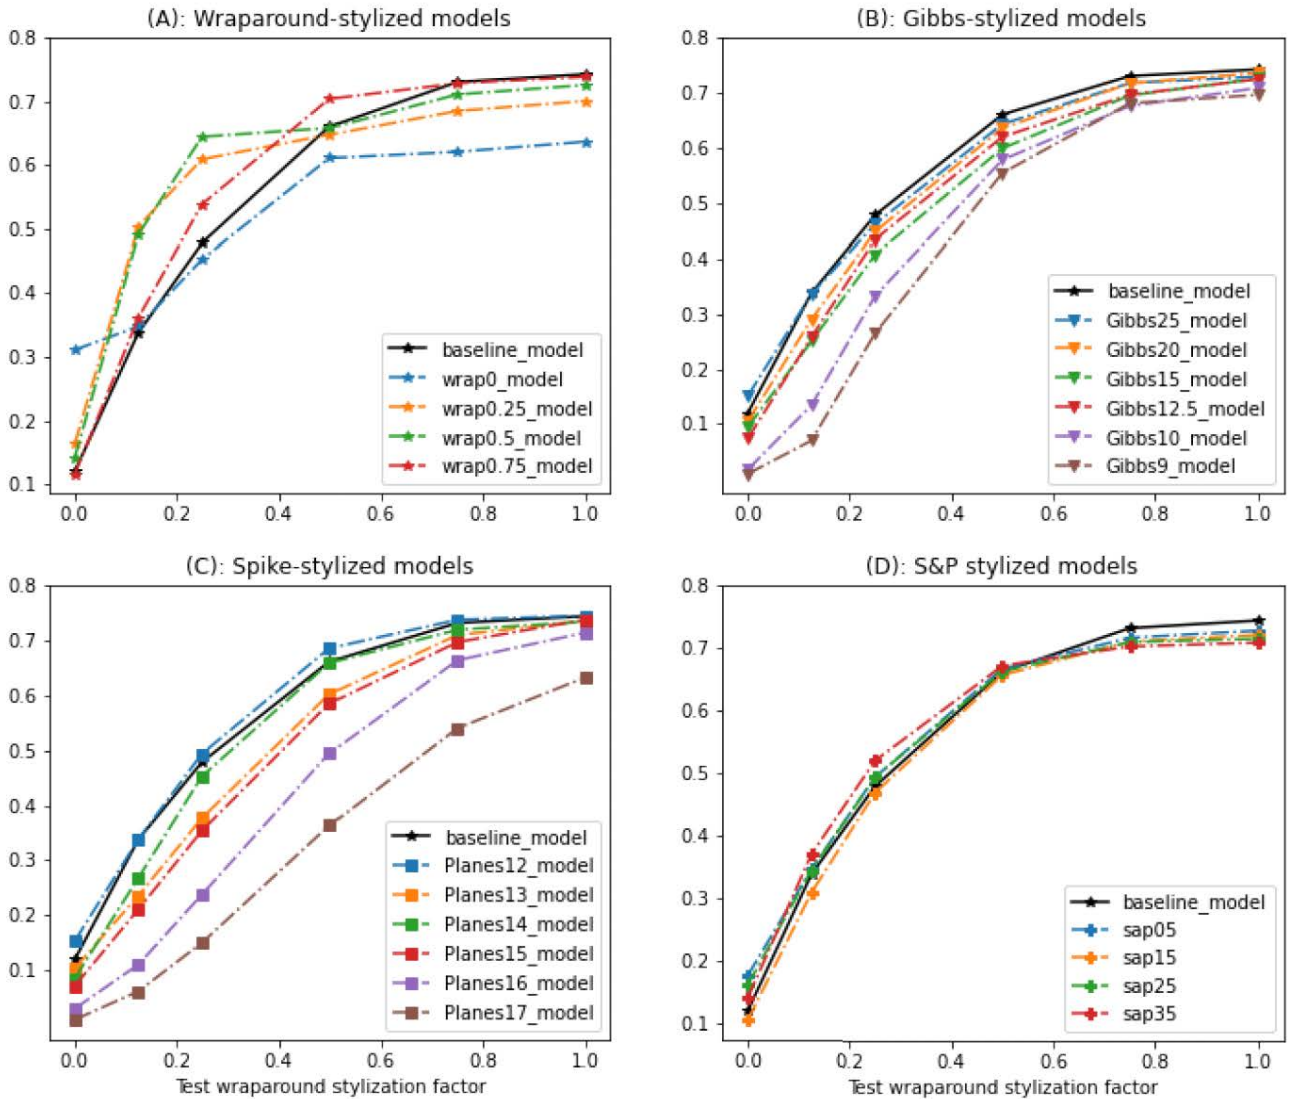 (A): Wraparound-stylized models
0.8
0.7
0.6
0.5
0.4
0.3
0.2
0.1
0.0 0.2 0.4 0.6 0.8 1.0
baseline_model
wrap0_model
wrap0.25_model
wrap0.5_model
wrap0.75_model
(B): Gibbs-stylized models
0.8
0.7
0.6
0.5
0.4
0.3
0.2
0.1
0.0 0.2 0.4 0.6 0.8 1.0
baseline_model
Gibbs25_model
Gibbs20_model
Gibbs15_model
Gibbs12.5_model
Gibbs10_model
Gibbs9_model
(C): Spike-stylized models
0.8
0.7
0.6
0.5
0.4
0.3
0.2
0.1
0.0 0.2 0.4 0.6 0.8 1.0
Test wraparound stylization factor
baseline_model
Planes12_model
Planes13_model
Planes14_model
Planes15_model
Planes16_model
Planes17_model
(D): S&P stylized models
0.8
0.7
0.6
0.5
0.4
0.3
0.2
0.1
0.0 0.2 0.4 0.6 0.8 1.0
Test wraparound stylization factor
baseline_model
sap05
sap15
sap25
sap35